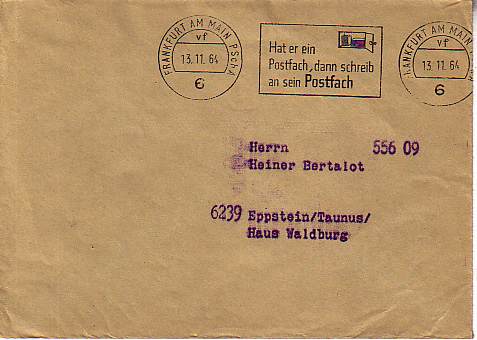 FRANKFURT AM MAIN PSchA
vf
13.11.64
6
Hat er ein
Postfach, dann schreib
an sein Postfach
FRANKFURT AM MAIN
vf
13.11.64
6
Herrn 556 09
Heiner Bertalot
6239 Eppstein/Taunus/
Haus Waldburg